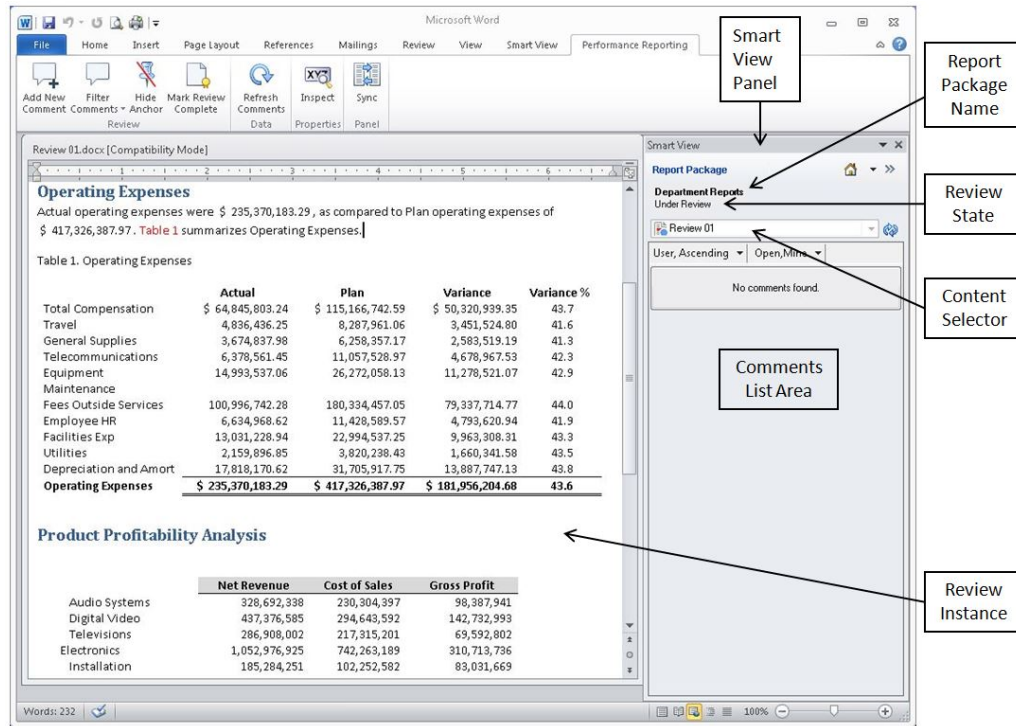 Microsoft Word
File Home Insert Page Layout References Mailings Review View Smart View Performance Reporting
Add New Comment
Filter Comments
Hide Anchor
Mark Review Complete
Refresh Comments
Inspect
Sync
Review Data Properties Panel
Review 01.docx [Compatibility Mode]
1 2 3 4 5 6
Operating Expenses
Actual operating expenses were $ 235,370,183.29 , as compared to Plan operating expenses of
$ 417,326,387.97 . Table 1 summarizes Operating Expenses.
Table 1. Operating Expenses
Actual Plan Variance Variance %
Total Compensation $ 64,845,803.24 $ 115,166,742.59 $ 50,320,939.35 43.7
Travel 4,836,436.25 8,287,961.06 3,451,524.80 41.6
General Supplies 3,674,837.98 6,258,357.17 2,583,519.19 41.3
Telecommunications 6,378,561.45 11,057,528.97 4,678,967.53 42.3
Equipment 14,993,537.06 26,272,058.13 11,278,521.07 42.9
Maintenance
Fees Outside Services 100,996,742.28 180,334,457.05 79,337,714.77 44.0
Employee HR 6,634,968.62 11,428,589.57 4,793,620.94 41.9
Facilities Exp 13,031,228.94 22,994,537.25 9,963,308.31 43.3
Utilities 2,159,896.85 3,820,238.43 1,660,341.58 43.5
Depreciation and Amort 17,818,170.62 31,705,917.75 13,887,747.13 43.8
Operating Expenses $ 235,370,183.29 $ 417,326,387.97 $ 181,956,204.68 43.6
Product Profitability Analysis
Net Revenue Cost of Sales Gross Profit
Audio Systems 328,692,338 230,304,397 98,387,941
Digital Video 437,376,585 294,643,592 142,732,993
Televisions 286,908,002 217,315,201 69,592,802
Electronics 1,052,976,925 742,263,189 310,713,736
Installation 185,284,251 102,252,582 83,031,669
Words: 232
100%
Smart View
Report Package
Department Reports
Under Review
Review 01
User, Ascending Open,Mine
No comments found.
Smart
View
Panel
Report
Package
Name
Review
State
Content
Selector
Comments
List Area
Review
Instance